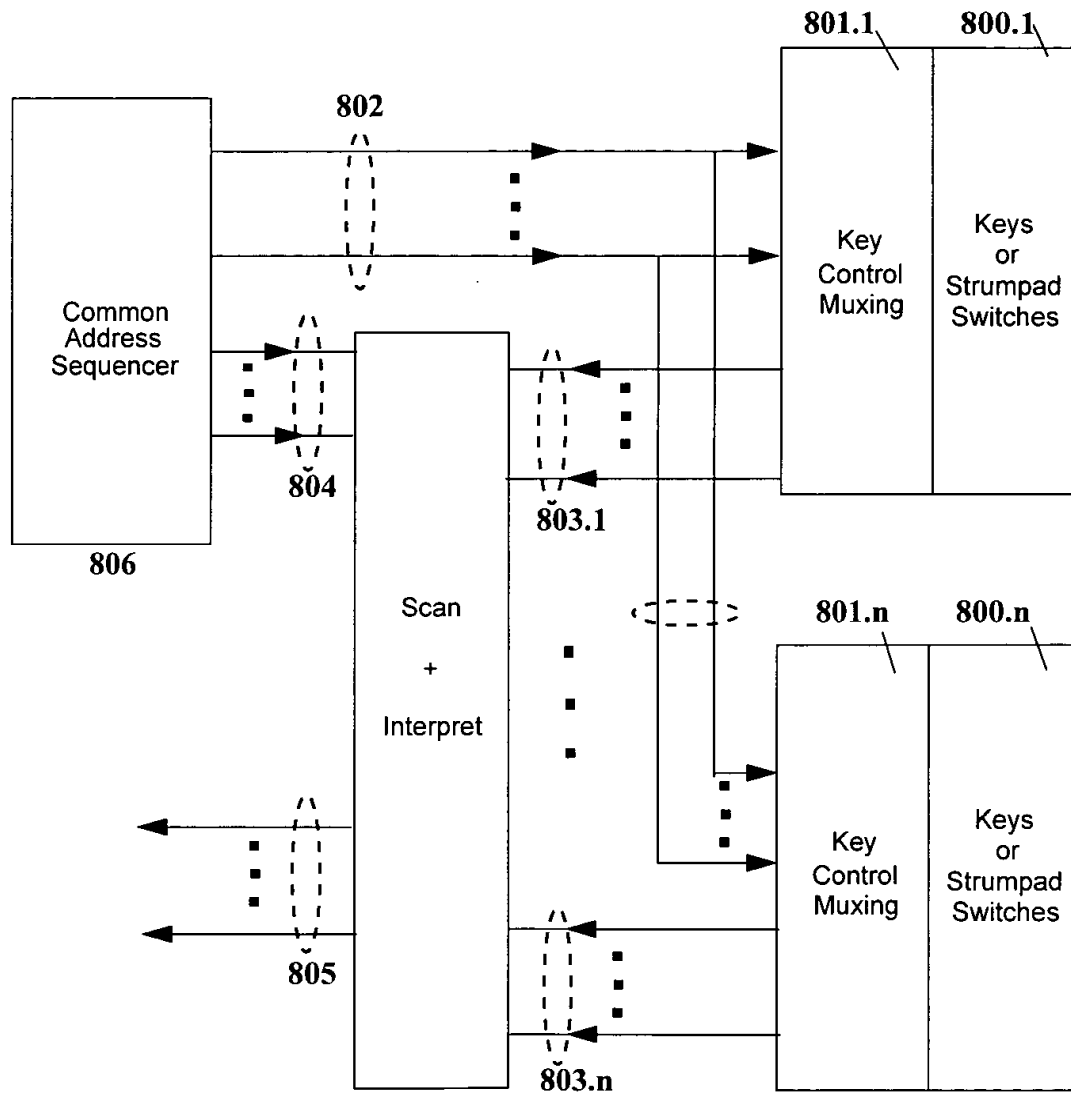 801.1
800.1
802
Common
Address
Sequencer
Key
Control
Muxing
Keys
or
Strumpad
Switches
804
803.1
806
Scan
+
Interpret
801.n
800.n
Key
Control
Muxing
Keys
or
Strumpad
Switches
805
803.n